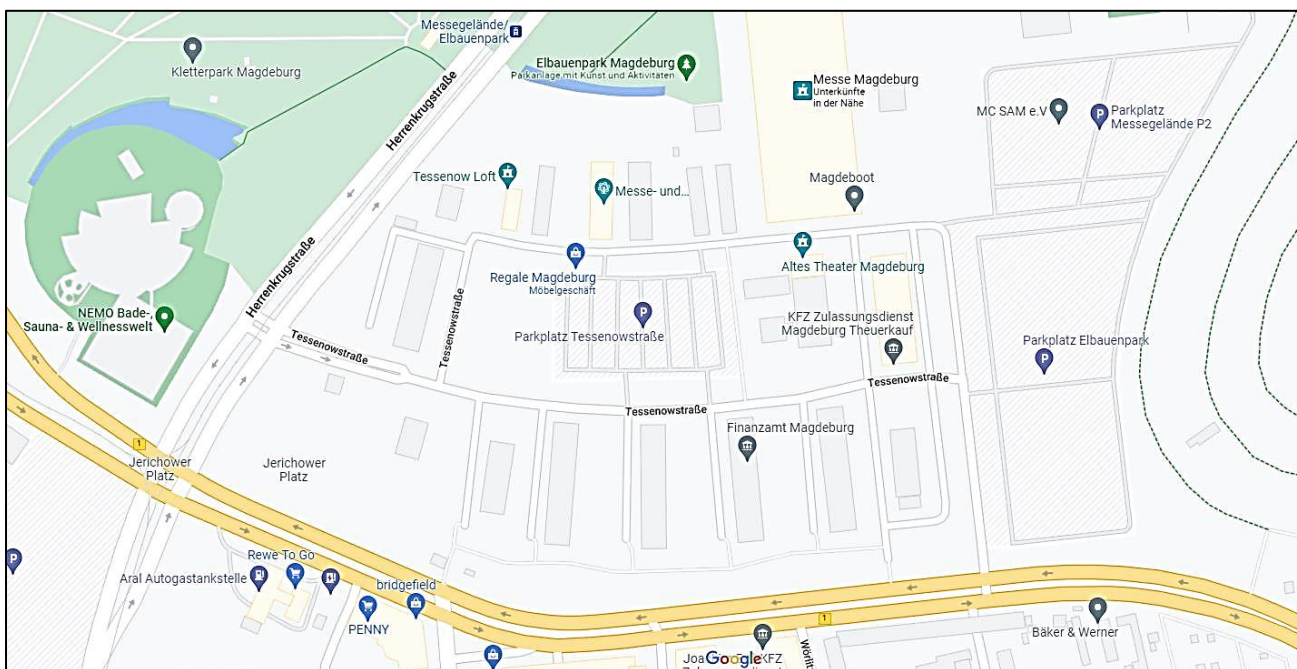 Messegelände/
Elbauenpark
Kletterpark Magdeburg
Elbauenpark Magdeburg
Parkanlage mit Kunst und Aktivitäten
Messe Magdeburg
Unterkünfte
in der Nähe
MC SAM e.V
P
Parkplatz
Messegelände P2
Herrenkrugstraße
Tessenow Loft
Messe- und...
Magdeboot
Herrenkrugstraße
Regale Magdeburg
Möbelgeschäft
Altes Theater Magdeburg
NEMO Bade-,
Sauna- & Wellnesswelt
Tessenowstraße
Tessenowstraße
P
Parkplatz Tessenowstraße
KFZ Zulassungsdienst
Magdeburg Theuerkauf
Parkplatz Elbauenpark
P
Tessenowstraße
Tessenowstraße
Finanzamt Magdeburg
1
Jerichower
Platz
Jerichower
Platz
P
Rewe To Go
Aral Autogastankstelle
bridgefield
PENNY
1
Bäker & Werner
Joa
Google
KFZ
Wörlit